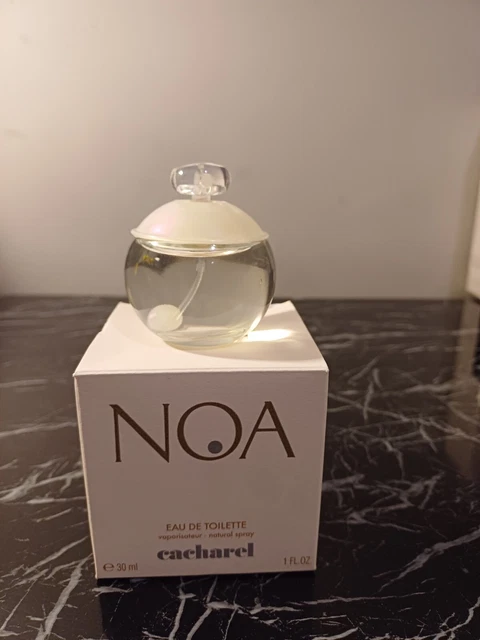 NOA
EAU DE TOILETTE
vaporisateur - natural spray
cacharel
℮ 30 ml 1 FL.OZ